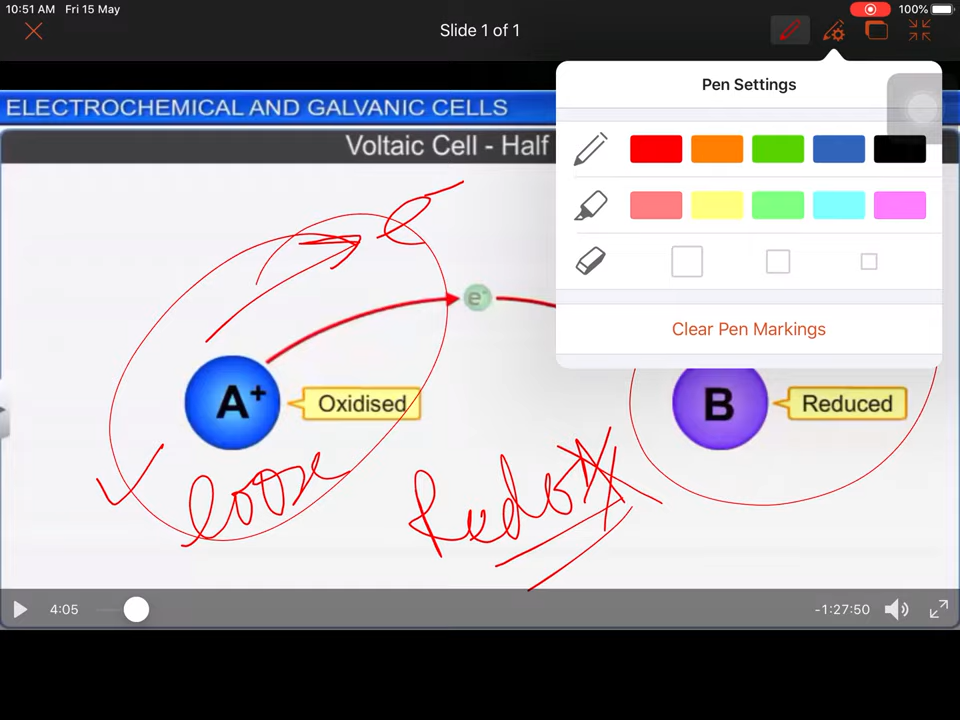 10:51 AM Fri 15 May 100%
Slide 1 of 1
Pen Settings
ELECTROCHEMICAL AND GALVANIC CELLS
Voltaic Cell - Half
e⁻
e⁻
A⁺
Oxidised
B
Reduced
loose
Redox
Clear Pen Markings
4:05
-1:27:50